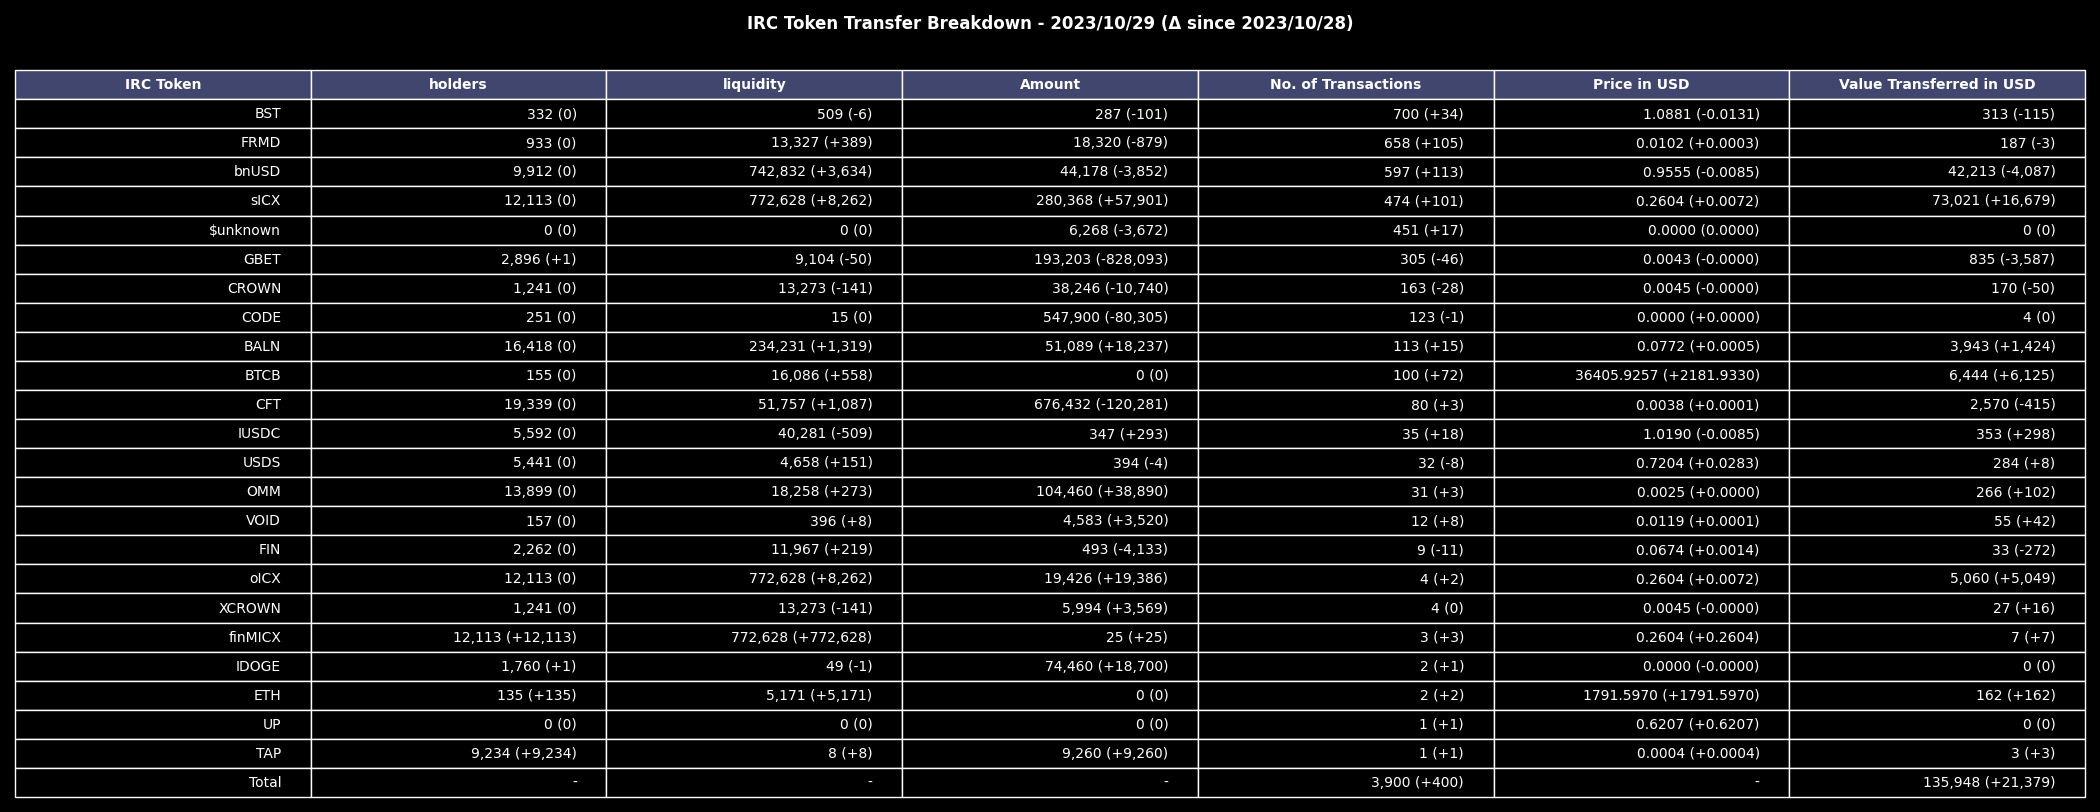 IRC Token Transfer Breakdown - 2023/10/29 (Δ since 2023/10/28)
IRC Token holders liquidity Amount No. of Transactions Price in USD Value Transferred in USD
BST 332 (0) 509 (-6) 287 (-101) 700 (+34) 1.0881 (-0.0131) 313 (-115)
FRMD 933 (0) 13,327 (+389) 18,320 (-879) 658 (+105) 0.0102 (+0.0003) 187 (-3)
bnUSD 9,912 (0) 742,832 (+3,634) 44,178 (-3,852) 597 (+113) 0.9555 (-0.0085) 42,213 (-4,087)
sICX 12,113 (0) 772,628 (+8,262) 280,368 (+57,901) 474 (+101) 0.2604 (+0.0072) 73,021 (+16,679)
$unknown 0 (0) 0 (0) 6,268 (-3,672) 451 (+17) 0.0000 (0.0000) 0 (0)
GBET 2,896 (+1) 9,104 (-50) 193,203 (-828,093) 305 (-46) 0.0043 (-0.0000) 835 (-3,587)
CROWN 1,241 (0) 13,273 (-141) 38,246 (-10,740) 163 (-28) 0.0045 (-0.0000) 170 (-50)
CODE 251 (0) 15 (0) 547,900 (-80,305) 123 (-1) 0.0000 (+0.0000) 4 (0)
BALN 16,418 (0) 234,231 (+1,319) 51,089 (+18,237) 113 (+15) 0.0772 (+0.0005) 3,943 (+1,424)
BTCB 155 (0) 16,086 (+558) 0 (0) 100 (+72) 36405.9257 (+2181.9330) 6,444 (+6,125)
CFT 19,339 (0) 51,757 (+1,087) 676,432 (-120,281) 80 (+3) 0.0038 (+0.0001) 2,570 (-415)
IUSDC 5,592 (0) 40,281 (-509) 347 (+293) 35 (+18) 1.0190 (-0.0085) 353 (+298)
USDS 5,441 (0) 4,658 (+151) 394 (-4) 32 (-8) 0.7204 (+0.0283) 284 (+8)
OMM 13,899 (0) 18,258 (+273) 104,460 (+38,890) 31 (+3) 0.0025 (+0.0000) 266 (+102)
VOID 157 (0) 396 (+8) 4,583 (+3,520) 12 (+8) 0.0119 (+0.0001) 55 (+42)
FIN 2,262 (0) 11,967 (+219) 493 (-4,133) 9 (-11) 0.0674 (+0.0014) 33 (-272)
oICX 12,113 (0) 772,628 (+8,262) 19,426 (+19,386) 4 (+2) 0.2604 (+0.0072) 5,060 (+5,049)
XCROWN 1,241 (0) 13,273 (-141) 5,994 (+3,569) 4 (0) 0.0045 (-0.0000) 27 (+16)
finMICX 12,113 (+12,113) 772,628 (+772,628) 25 (+25) 3 (+3) 0.2604 (+0.2604) 7 (+7)
IDOGE 1,760 (+1) 49 (-1) 74,460 (+18,700) 2 (+1) 0.0000 (-0.0000) 0 (0)
ETH 135 (+135) 5,171 (+5,171) 0 (0) 2 (+2) 1791.5970 (+1791.5970) 162 (+162)
UP 0 (0) 0 (0) 0 (0) 1 (+1) 0.6207 (+0.6207) 0 (0)
TAP 9,234 (+9,234) 8 (+8) 9,260 (+9,260) 1 (+1) 0.0004 (+0.0004) 3 (+3)
Total - - - 3,900 (+400) - 135,948 (+21,379)